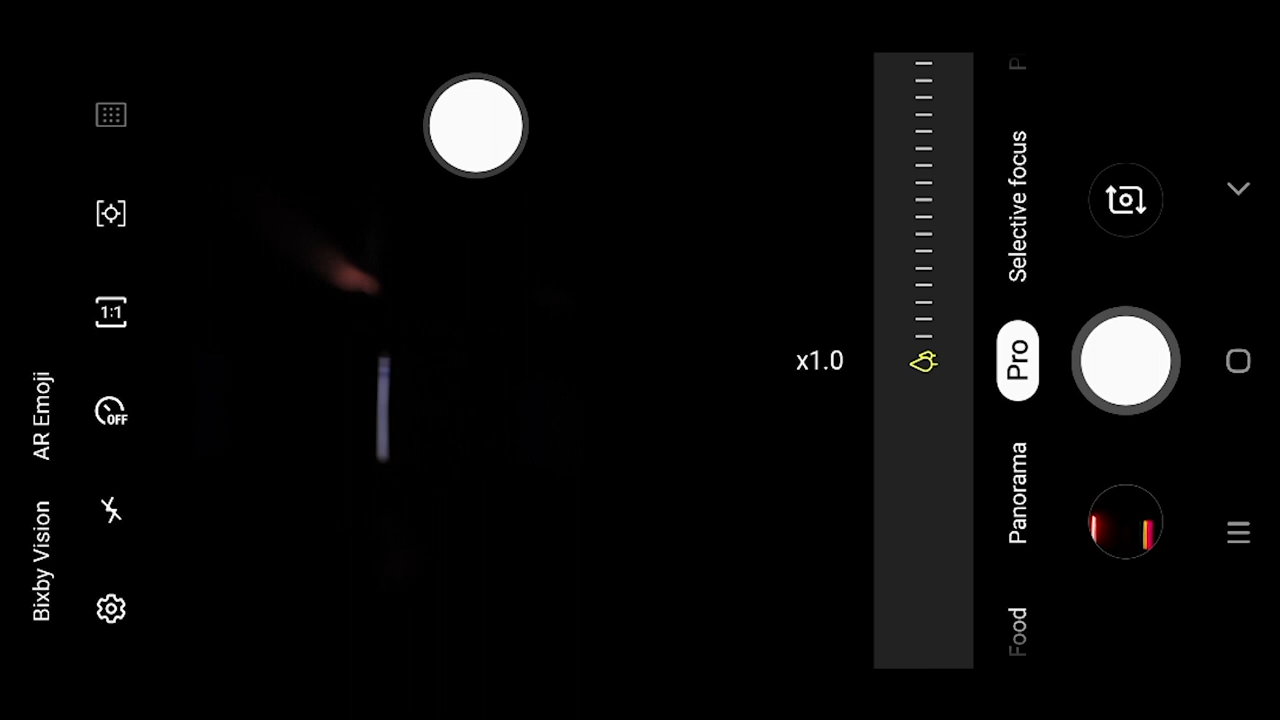 Bixby Vision
AR Emoji
OFF
1:1
x1.0
Food
Panorama
Pro
Selective focus
P